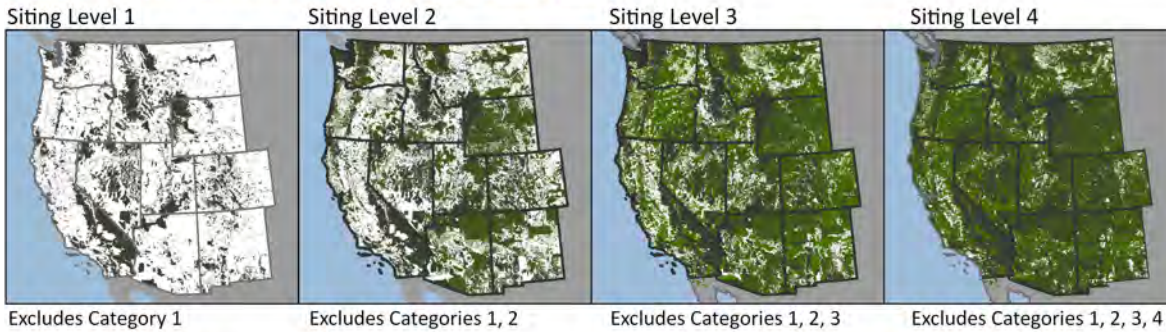 Siting Level 1
Siting Level 2
Siting Level 3
Siting Level 4
Excludes Category 1
Excludes Categories 1, 2
Excludes Categories 1, 2, 3
Excludes Categories 1, 2, 3, 4